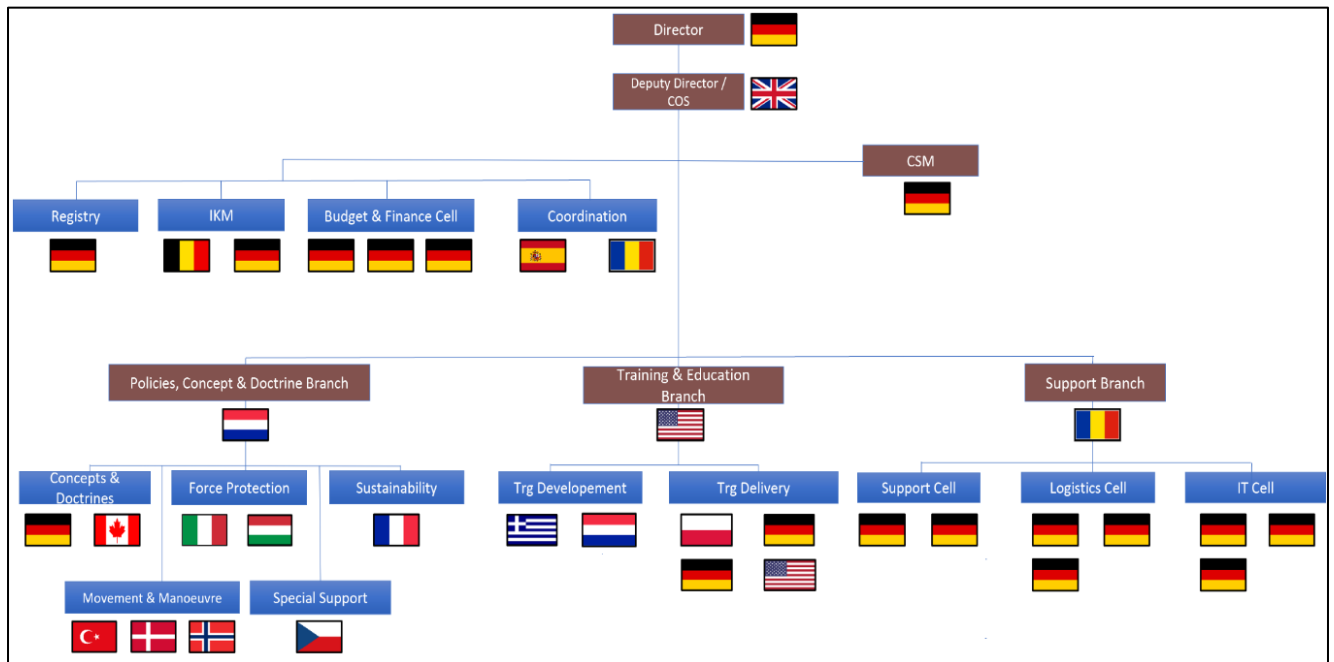 Director
Deputy Director /
COS
CSM
Registry
IKM
Budget & Finance Cell
Coordination
Policies, Concept & Doctrine Branch
Training & Education
Branch
Support Branch
Concepts &
Doctrines
Force Protection
Sustainability
Trg Developement
Trg Delivery
Support Cell
Logistics Cell
IT Cell
Movement & Manoeuvre
Special Support